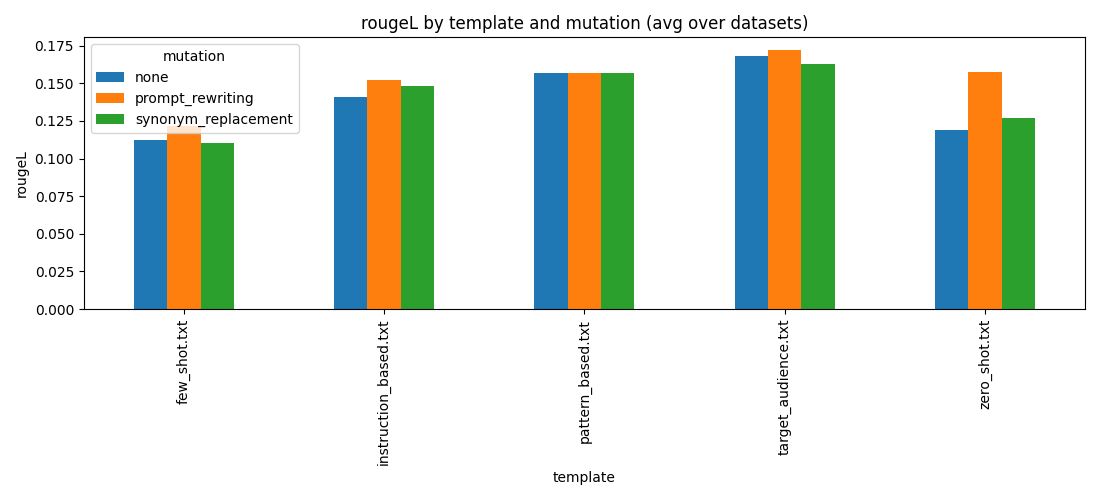 rougeL by template and mutation (avg over datasets)
mutation
none
prompt_rewriting
synonym_replacement
rougeL
0.175
0.150
0.125
0.100
0.075
0.050
0.025
0.000
few_shot.txt
instruction_based.txt
pattern_based.txt
target_audience.txt
zero_shot.txt
template